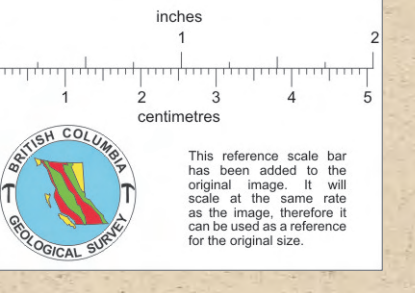 inches
1 2
1 2 3 4 5
centimetres
BRITISH COLUMBIA
GEOLOGICAL SURVEY
This reference scale bar
has been added to the
original image. It will
scale at the same rate
as the image, therefore it
can be used as a reference
for the original size.